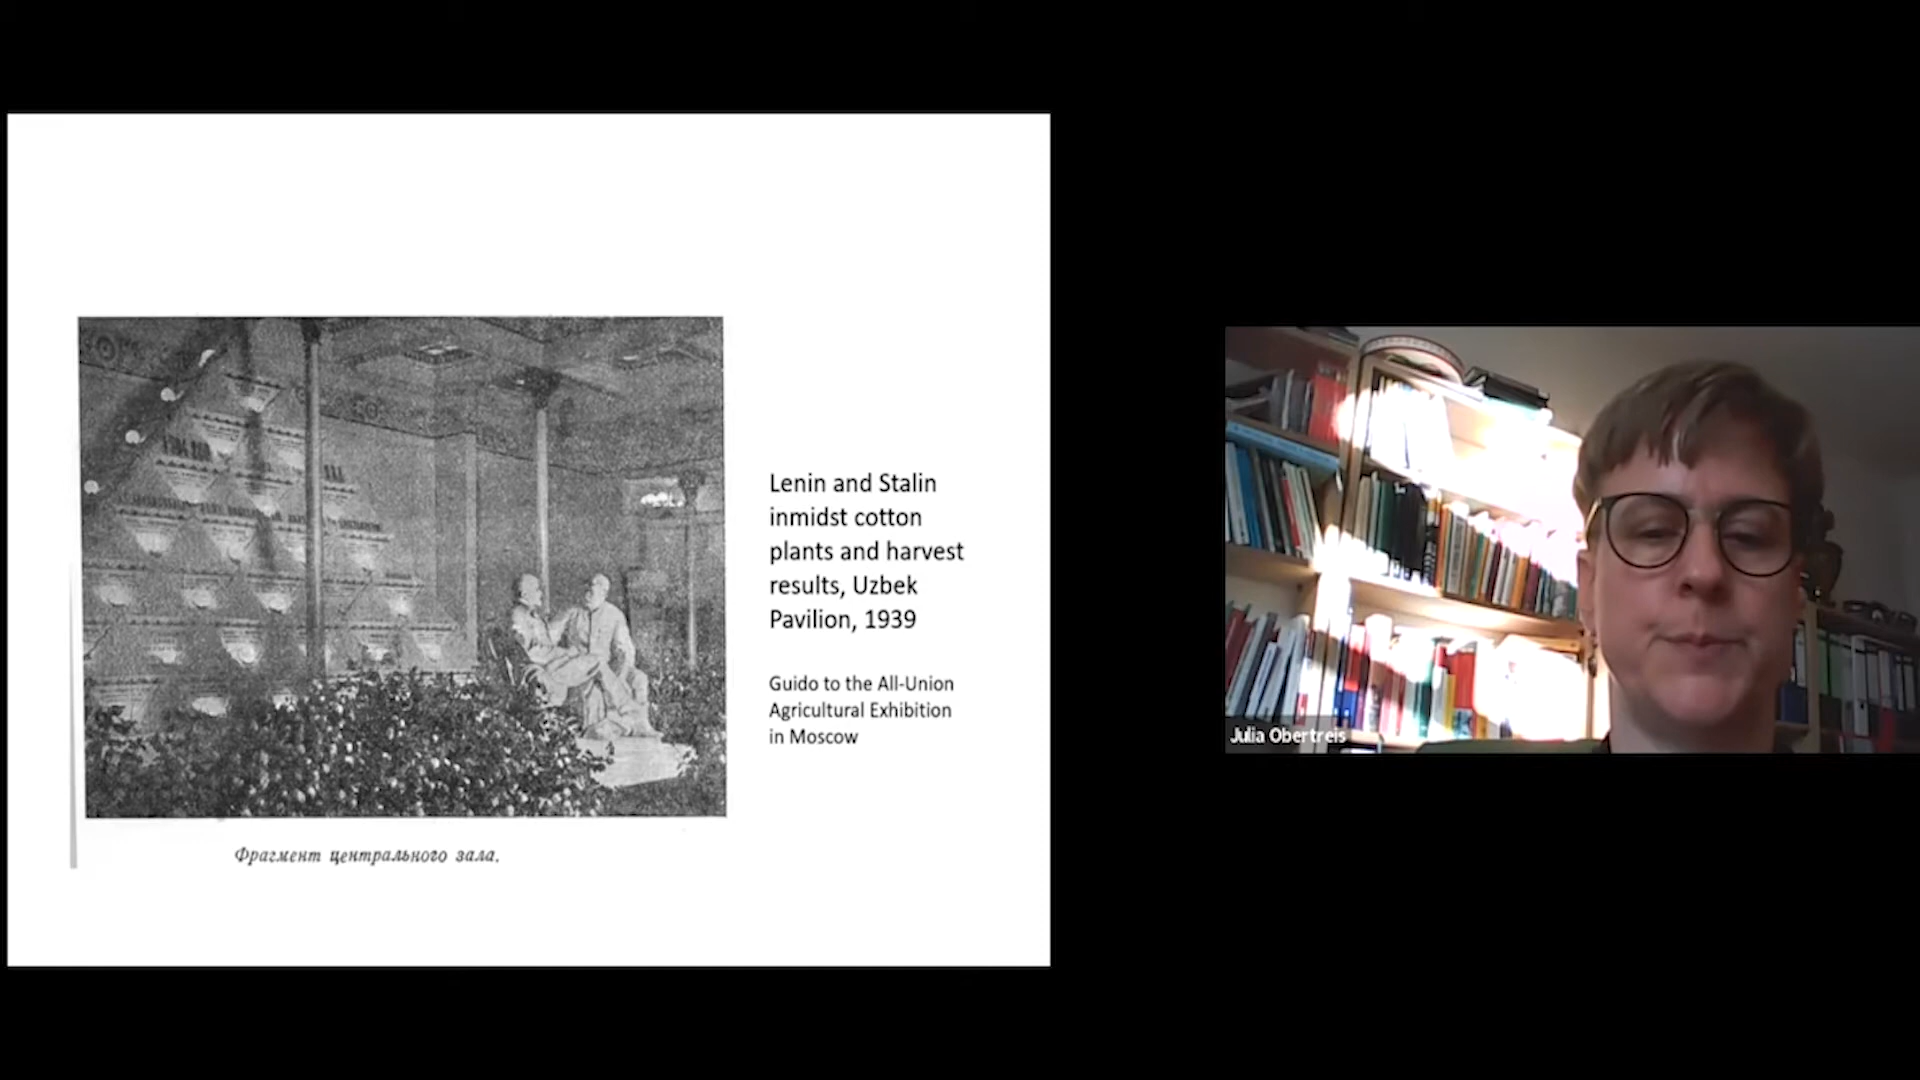 Lenin and Stalin
inmidst cotton
plants and harvest
results, Uzbek
Pavilion, 1939
Guido to the All-Union
Agricultural Exhibition
in Moscow
Фрагмент центрального зала.
Julia Obertreis